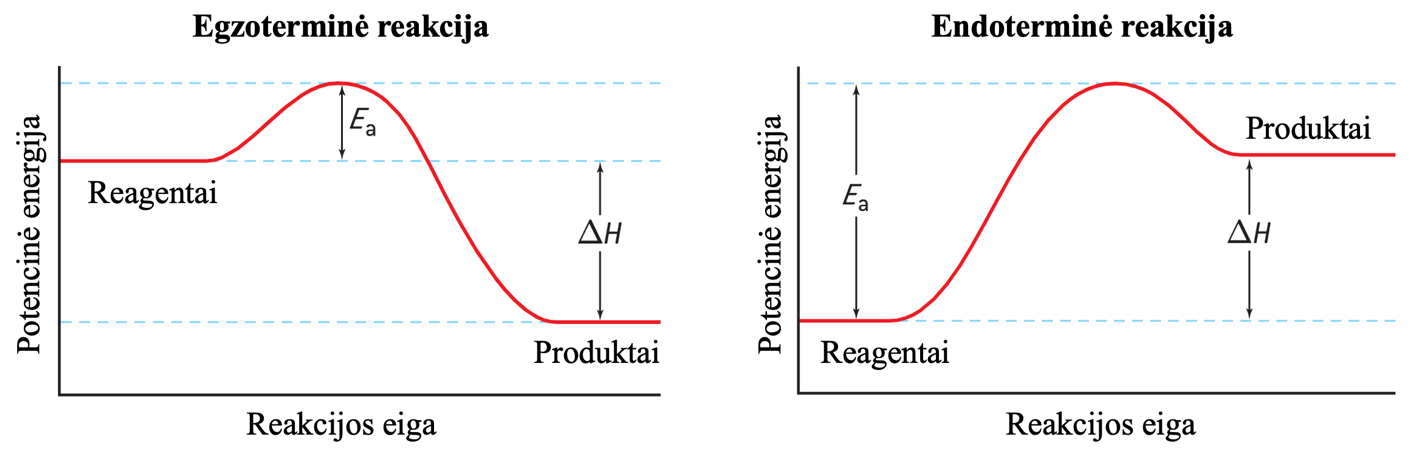 Egzoterminė reakcija
Potencinė energija
Reagentai
Ea
ΔH
Produktai
Reakcijos eiga
Endoterminė reakcija
Potencinė energija
Produktai
Ea
ΔH
Reagentai
Reakcijos eiga